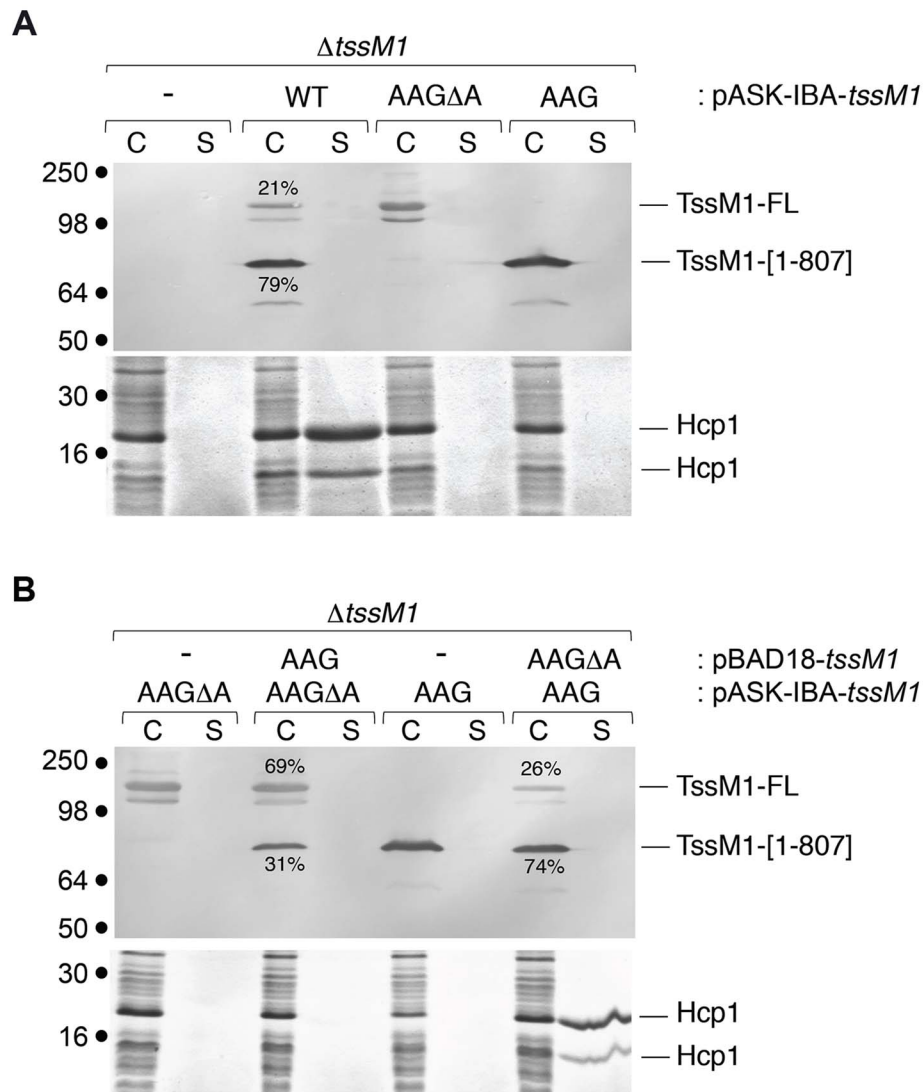 A
ΔtssM1
- WT AAGΔA AAG : pASK-IBA-tssM1
C S C S C S C S
250
21%
TssM1-FL
98
TssM1-[1-807]
79%
64
50
30
Hcp1
16
Hcp1
B
ΔtssM1
- AAG - AAGΔA : pBAD18-tssM1
AAGΔA AAGΔA AAG AAG : pASK-IBA-tssM1
C S C S C S C S
250
69% 26%
TssM1-FL
98
TssM1-[1-807]
31% 74%
64
50
30
Hcp1
16
Hcp1